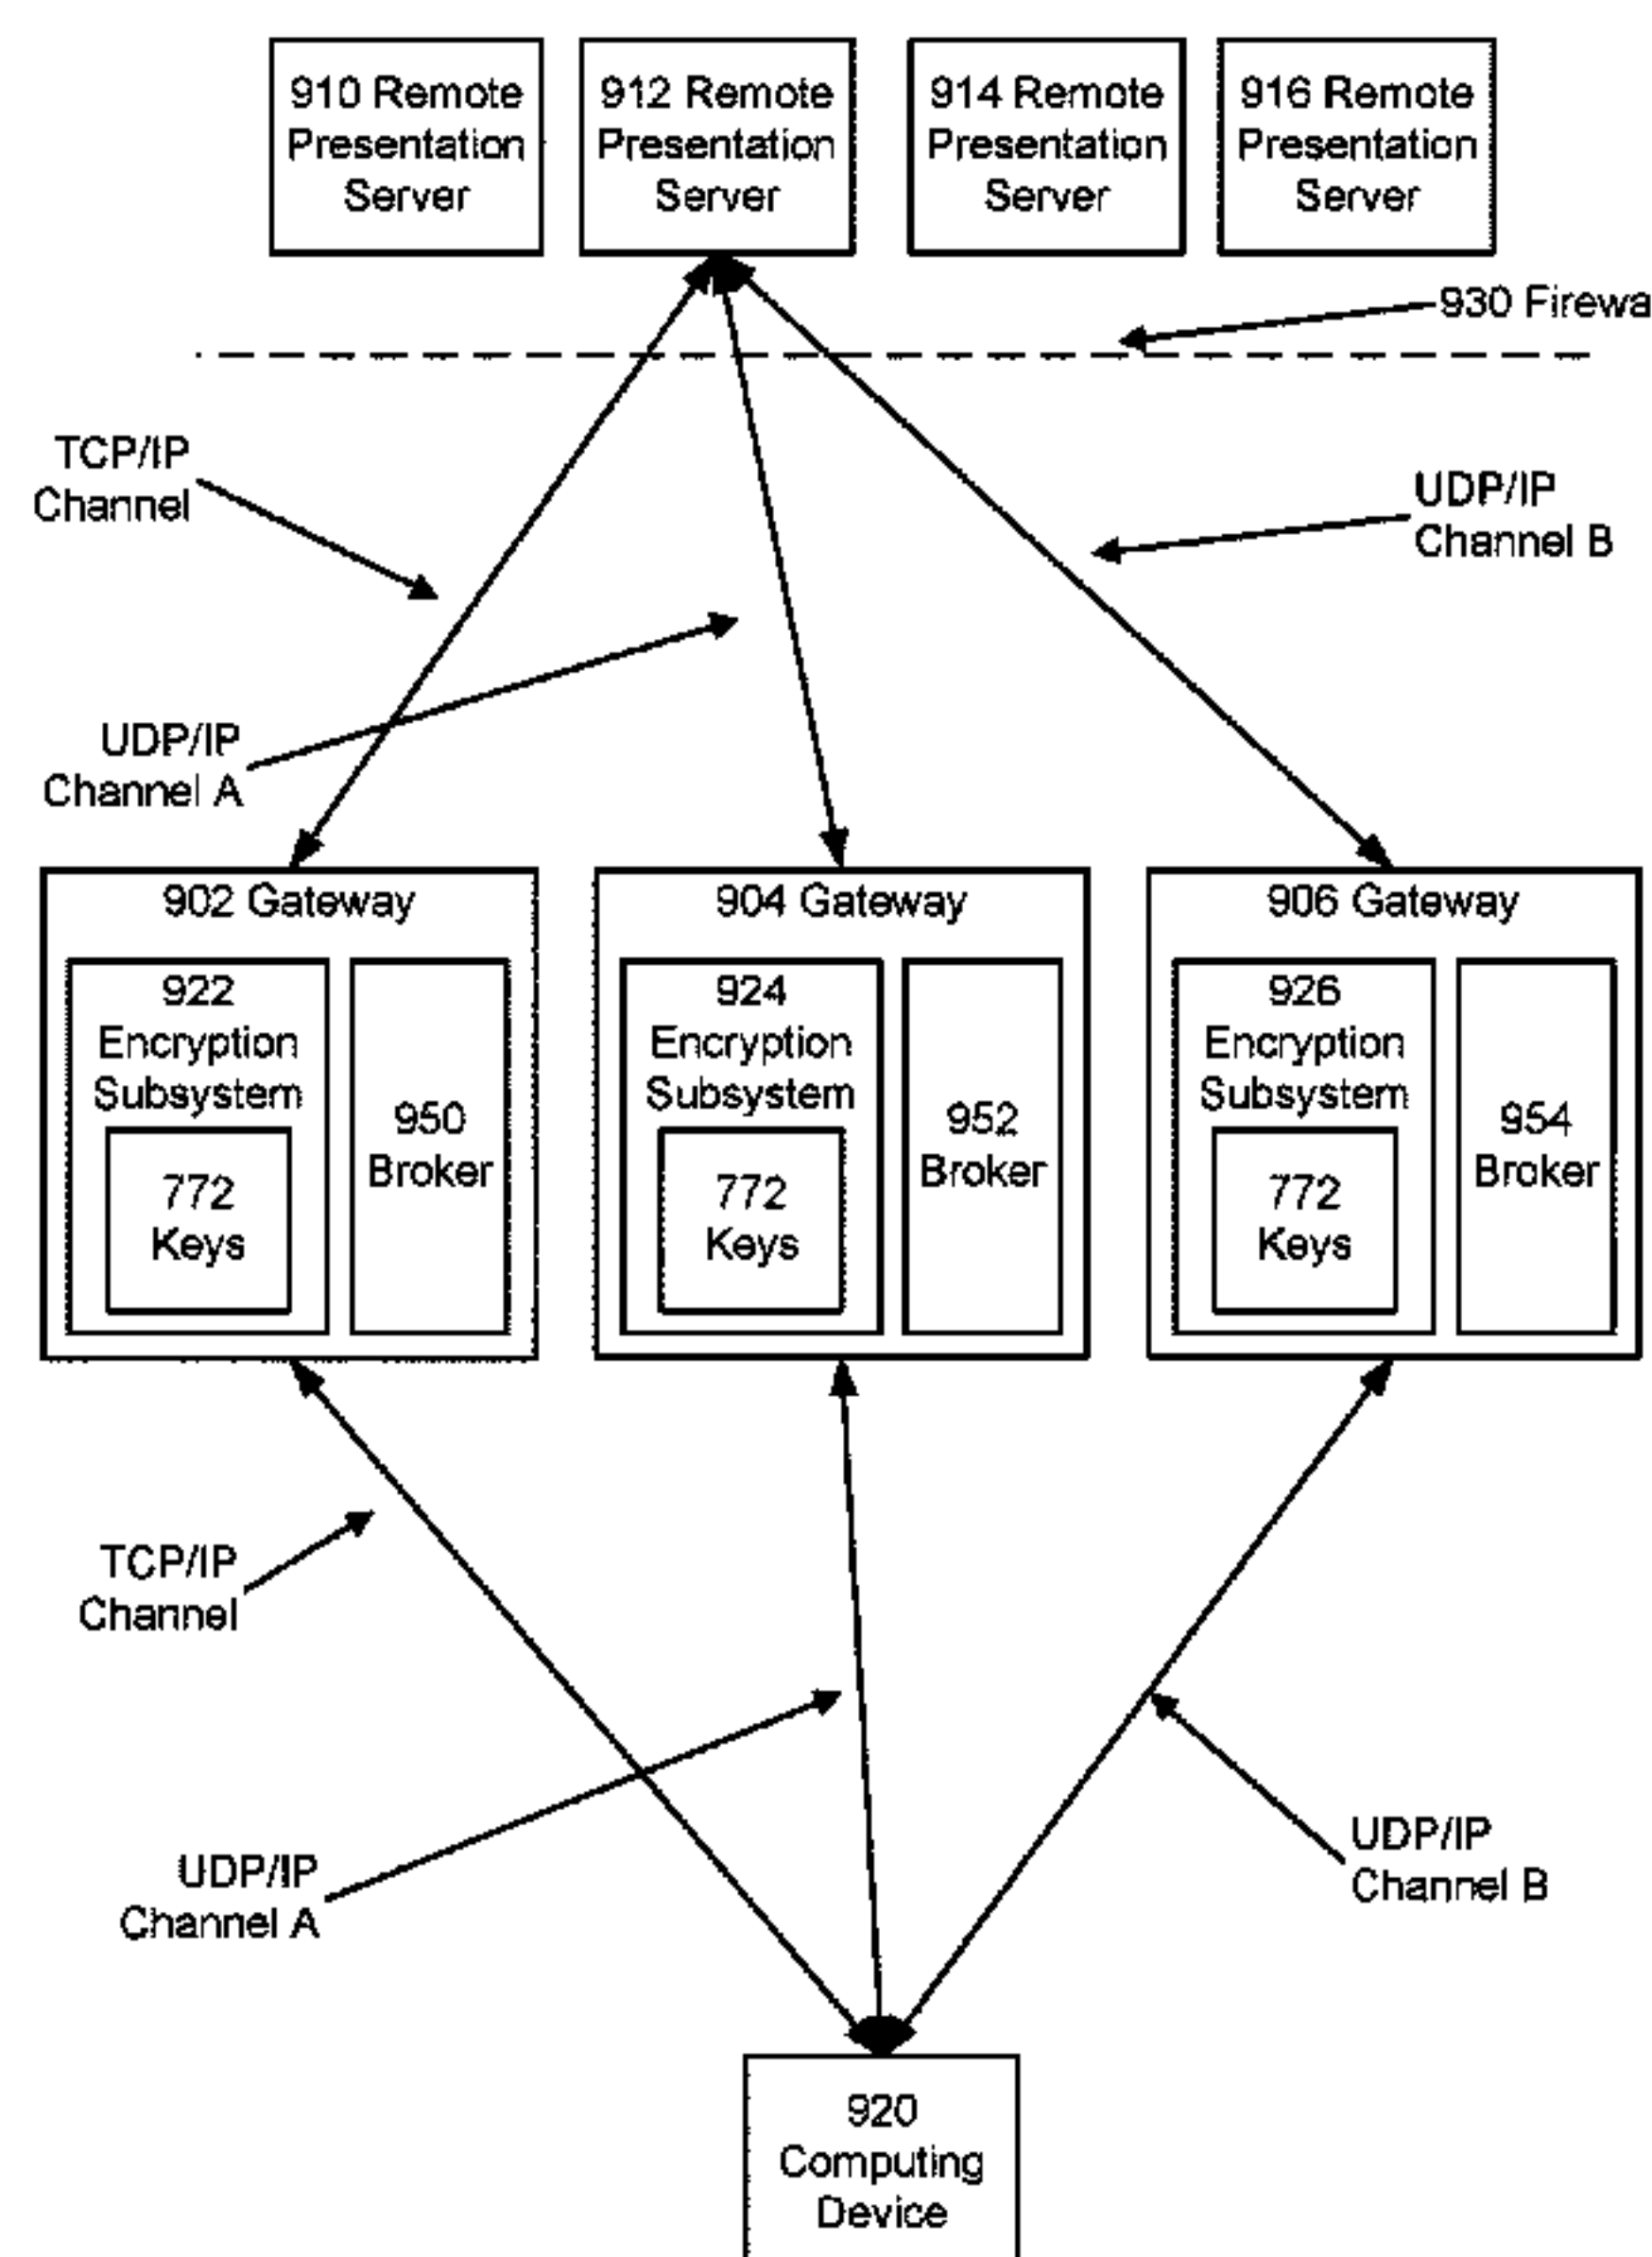 910 Remote
Presentation
Server
912 Remote
Presentation
Server
914 Remote
Presentation
Server
916 Remote
Presentation
Server
930 Firewa
TCP/IP
Channel
UDP/IP
Channel B
UDP/IP
Channel A
902 Gateway
922
Encryption
Subsystem
772
Keys
950
Broker
904 Gateway
924
Encryption
Subsystem
772
Keys
952
Broker
906 Gateway
926
Encryption
Subsystem
772
Keys
954
Broker
TCP/IP
Channel
UDP/IP
Channel A
UDP/IP
Channel B
920
Computing
Device